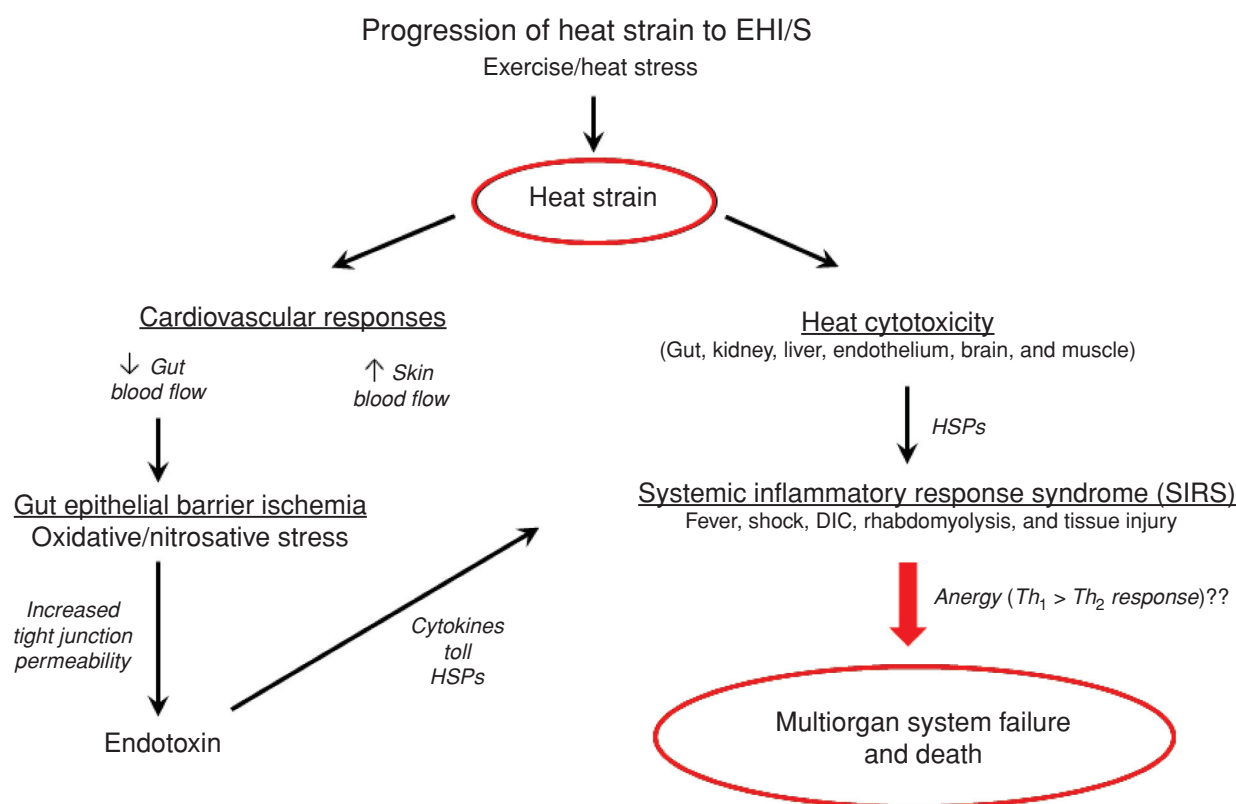 Progression of heat strain to EHI/S
Exercise/heat stress
Heat strain
Cardiovascular responses
↓ Gut
blood flow
↑ Skin
blood flow
Gut epithelial barrier ischemia
Oxidative/nitrosative stress
Increased
tight junction
permeability
Endotoxin
Cytokines
toll
HSPs
Heat cytotoxicity
(Gut, kidney, liver, endothelium, brain, and muscle)
HSPs
Systemic inflammatory response syndrome (SIRS)
Fever, shock, DIC, rhabdomyolysis, and tissue injury
Anergy (Th₁ > Th₂ response)??
Multiorgan system failure
and death